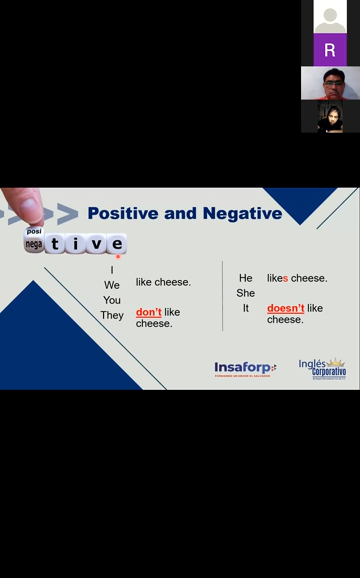 R
Positive and Negative
posi
nega t i v e
I
We
You
They
like cheese.
don't like
cheese.
He
She
It
likes cheese.
doesn't like
cheese.
Insaforp
Inglés
Corporativo